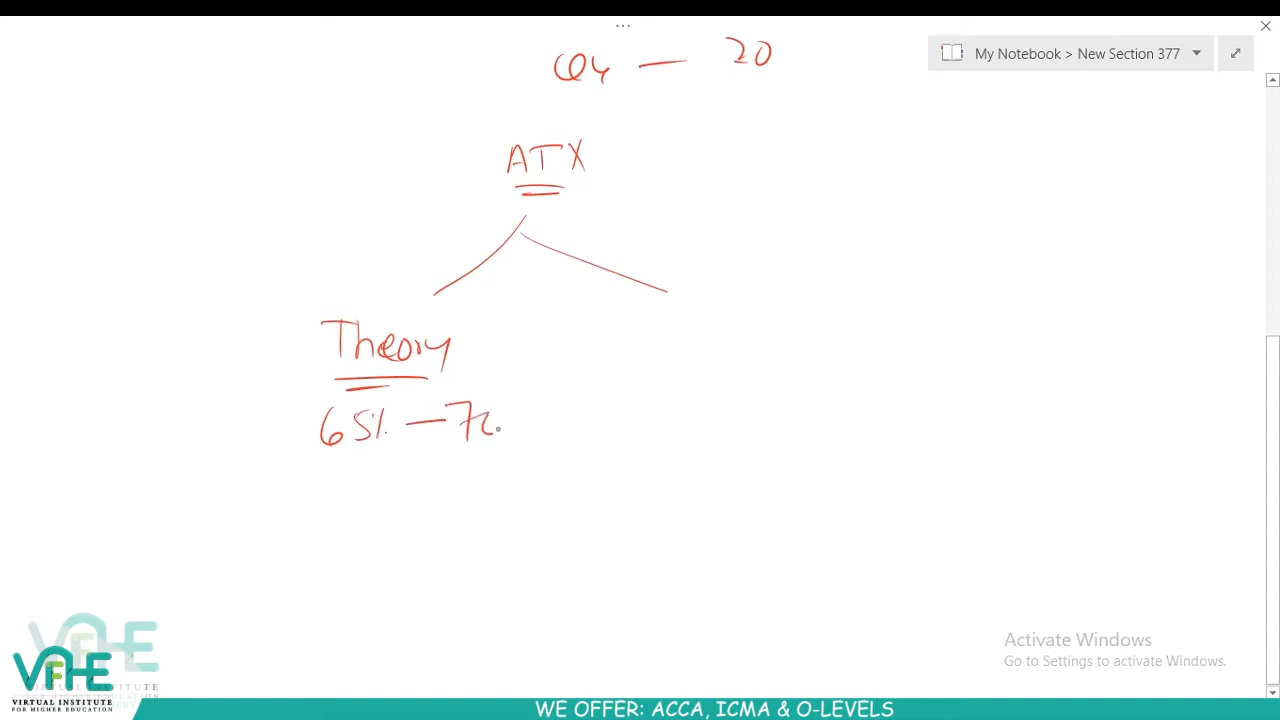 Q4 — 20
My Notebook > New Section 377
ATX
Theory
65% — 70
Activate Windows
Go to Settings to activate Windows.
VIFHE
VIRTUAL INSTITUTE
FOR HIGHER EDUCATION
WE OFFER: ACCA, ICMA & O-LEVELS